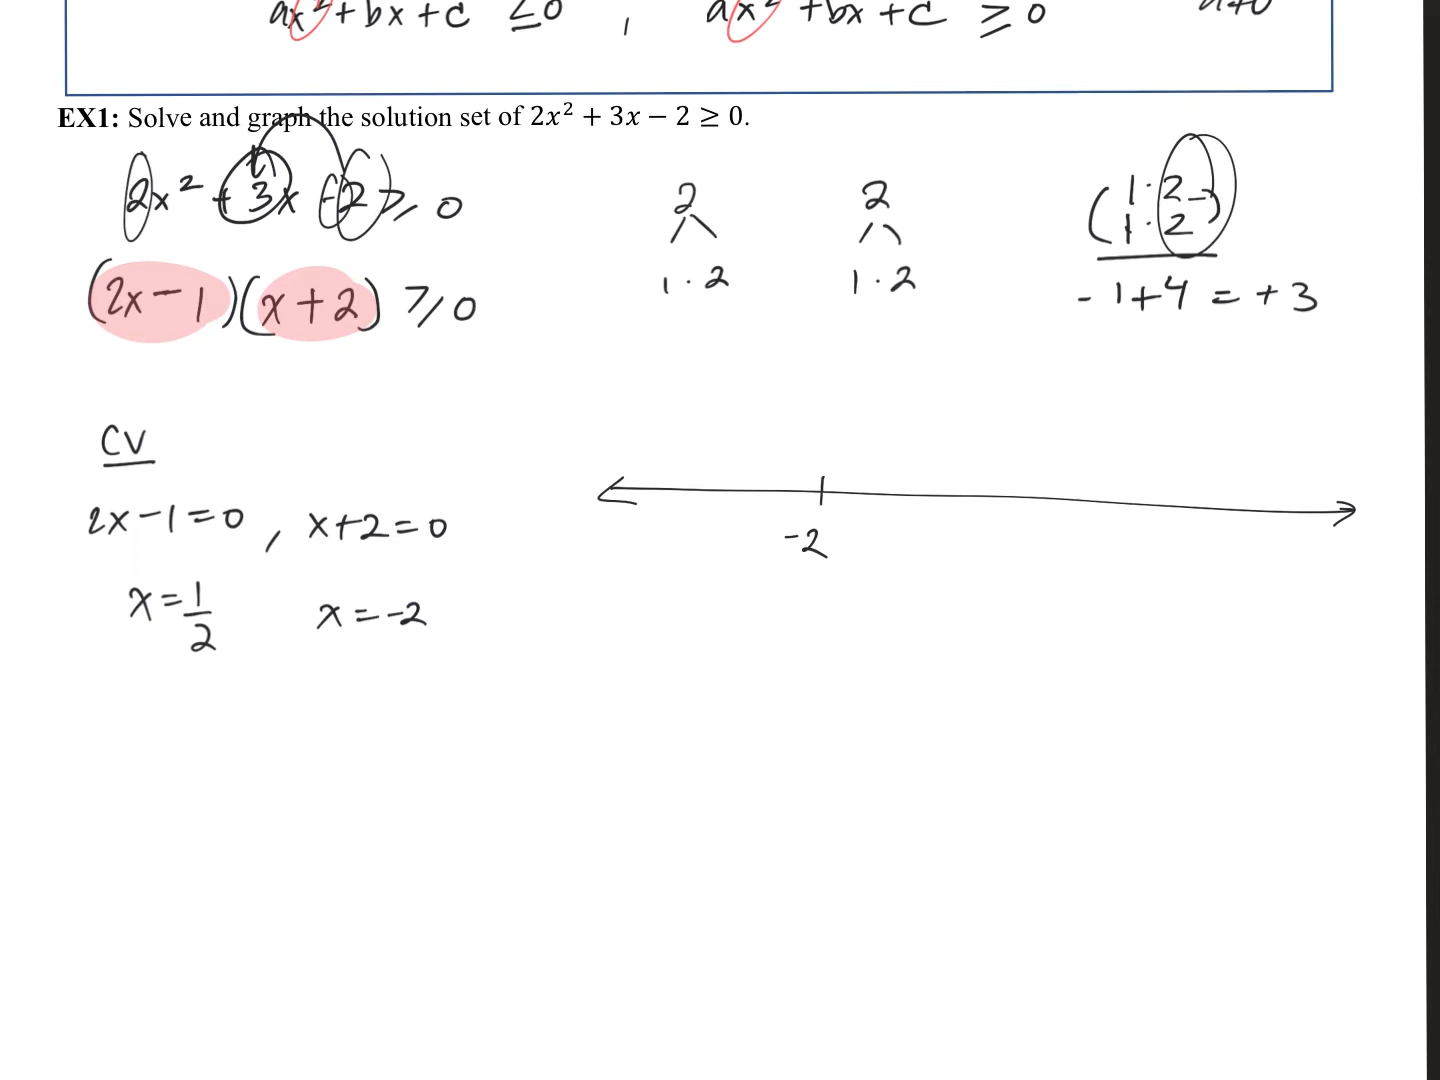 ax² + bx + c ≤ 0 , ax² + bx + c ≥ 0
EX1: Solve and graph the solution set of 2x² + 3x − 2 ≥ 0.
2x² + 3x − 2 ≥ 0
2 2
1 · 2 1 · 2
(1 · 2 −
1 · 2 )
- 1 + 4 = + 3
(2x − 1)(x + 2) ≥ 0
CV
2x − 1 = 0 , x + 2 = 0
x = 1/2 x = -2
-2